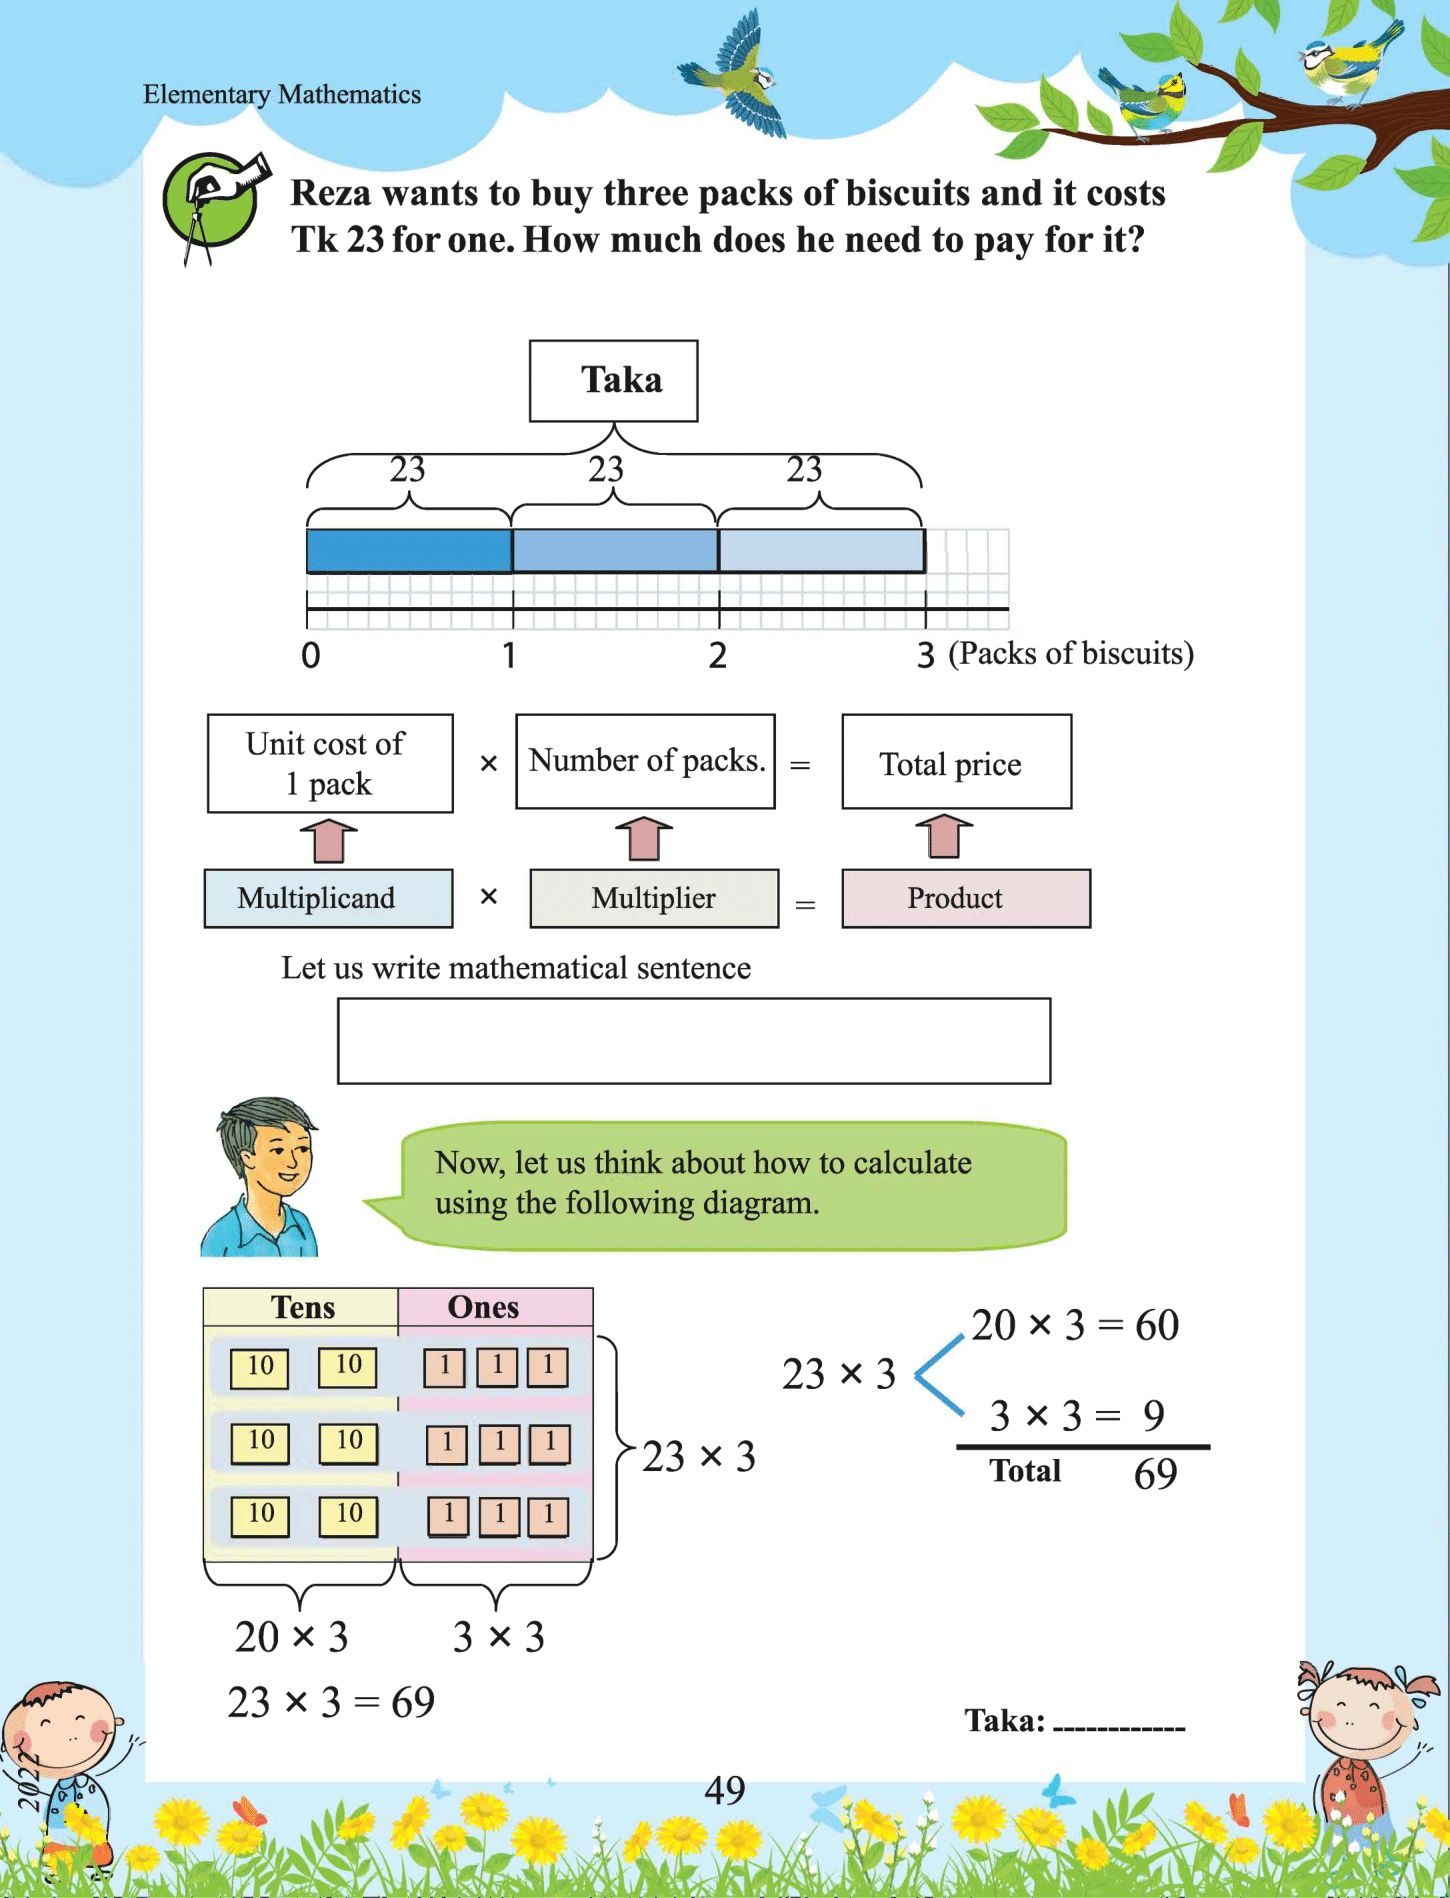 Elementary Mathematics
Reza wants to buy three packs of biscuits and it costs
Tk 23 for one. How much does he need to pay for it?
Taka
23 23 23
0 1 2 3 (Packs of biscuits)
Unit cost of
1 pack
× Number of packs. = Total price
Multiplicand × Multiplier = Product
Let us write mathematical sentence
Now, let us think about how to calculate
using the following diagram.
Tens Ones
10 10 1 1 1
10 10 1 1 1
10 10 1 1 1
23 × 3
20 × 3 3 × 3
23 × 3 = 69
23 × 3
20 × 3 = 60
3 × 3 = 9
Total 69
Taka: ------------
49
2022